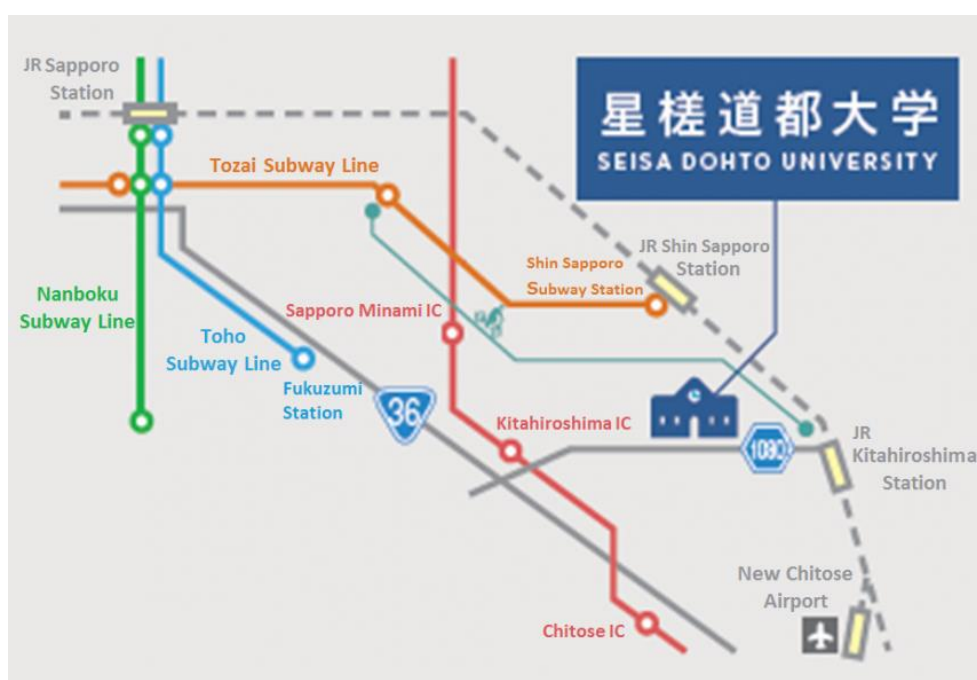 JR Sapporo
Station
星槎道都大学
SEISA DOHTO UNIVERSITY
Tozai Subway Line
JR Shin Sapporo
Station
Shin Sapporo
Subway Station
Nanboku
Subway Line
Sapporo Minami IC
Toho
Subway Line
Fukuzumi
Station
36
Kitahiroshima IC
1080
JR
Kitahiroshima
Station
New Chitose
Airport
Chitose IC